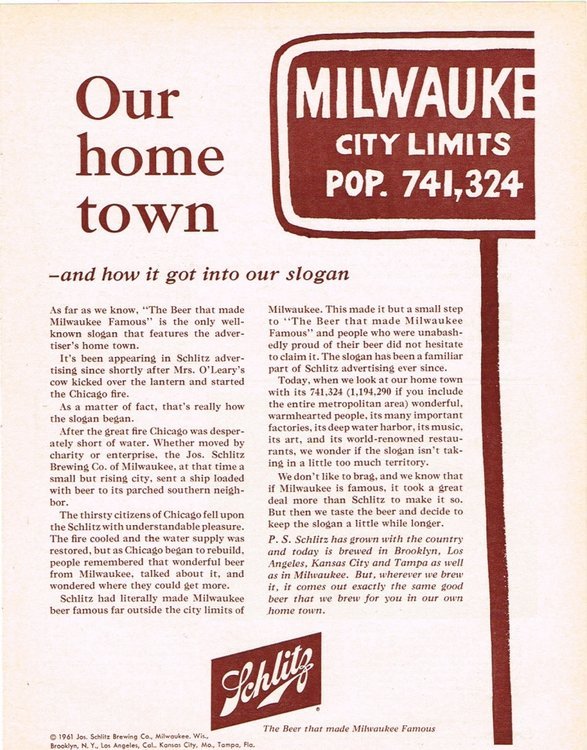 Our
home
town
MILWAUKE
CITY LIMITS
POP. 741,324
–and how it got into our slogan
As far as we know, "The Beer that made
Milwaukee Famous" is the only well-
known slogan that features the adver-
tiser's home town.
It's been appearing in Schlitz adver-
tising since shortly after Mrs. O'Leary's
cow kicked over the lantern and started
the Chicago fire.
As a matter of fact, that's really how
the slogan began.
After the great fire Chicago was desper-
ately short of water. Whether moved by
charity or enterprise, the Jos. Schlitz
Brewing Co. of Milwaukee, at that time a
small but rising city, sent a ship loaded
with beer to its parched southern neigh-
bor.
The thirsty citizens of Chicago fell upon
the Schlitz with understandable pleasure.
The fire cooled and the water supply was
restored, but as Chicago began to rebuild,
people remembered that wonderful beer
from Milwaukee, talked about it, and
wondered where they could get more.
Schlitz had literally made Milwaukee
beer famous far outside the city limits of
Milwaukee. This made it but a small step
to "The Beer that made Milwaukee
Famous" and people who were unabash-
edly proud of their beer did not hesitate
to claim it. The slogan has been a familiar
part of Schlitz advertising ever since.
Today, when we look at our home town
with its 741,324 (1,194,290 if you include
the entire metropolitan area) wonderful,
warmhearted people, its many important
factories, its deep water harbor, its music,
its art, and its world-renowned restau-
rants, we wonder if the slogan isn't tak-
ing in a little too much territory.
We don't like to brag, and we know that
if Milwaukee is famous, it took a great
deal more than Schlitz to make it so.
But then we taste the beer and decide to
keep the slogan a little while longer.
P. S. Schlitz has grown with the country
and today is brewed in Brooklyn, Los
Angeles, Kansas City and Tampa as well
as in Milwaukee. But, wherever we brew
it, it comes out exactly the same good
beer that we brew for you in our own
home town.
Schlitz
®
The Beer that made Milwaukee Famous
© 1961 Jos. Schlitz Brewing Co., Milwaukee, Wis.,
Brooklyn, N. Y., Los Angeles, Cal., Kansas City, Mo., Tampa, Fla.